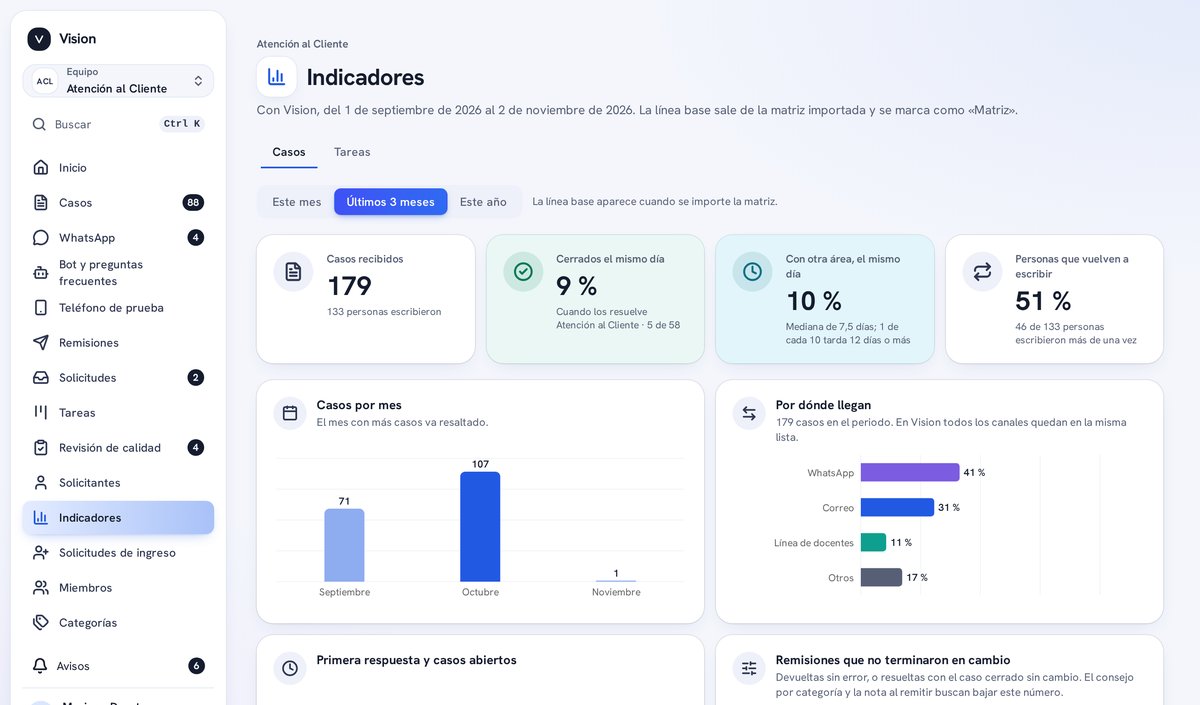 Vision
Equipo
ACL
Atención al Cliente
Buscar
Ctrl K
Inicio
Casos
88
WhatsApp
4
Bot y preguntas
frecuentes
Teléfono de prueba
Remisiones
Solicitudes
2
Tareas
Revisión de calidad
4
Solicitantes
Indicadores
Solicitudes de ingreso
Miembros
Categorías
Avisos
6
Atención al Cliente
Indicadores
Con Vision, del 1 de septiembre de 2026 al 2 de noviembre de 2026. La línea base sale de la matriz importada y se marca como «Matriz».
Casos
Tareas
Este mes
Últimos 3 meses
Este año
La línea base aparece cuando se importe la matriz.
Casos recibidos
179
133 personas escribieron
Cerrados el mismo día
9 %
Cuando los resuelve
Atención al Cliente · 5 de 58
Con otra área, el mismo
día
10 %
Mediana de 7,5 días; 1 de
cada 10 tarda 12 días o más
Personas que vuelven a
escribir
51 %
46 de 133 personas
escribieron más de una vez
Casos por mes
El mes con más casos va resaltado.
71
107
1
Septiembre
Octubre
Noviembre
Por dónde llegan
179 casos en el periodo. En Vision todos los canales quedan en la misma
lista.
WhatsApp
41 %
Correo
31 %
Línea de docentes
11 %
Otros
17 %
Primera respuesta y casos abiertos
Remisiones que no terminaron en cambio
Devueltas sin error, o resueltas con el caso cerrado sin cambio. El consejo
por categoría y la nota al remitir buscan bajar este número.